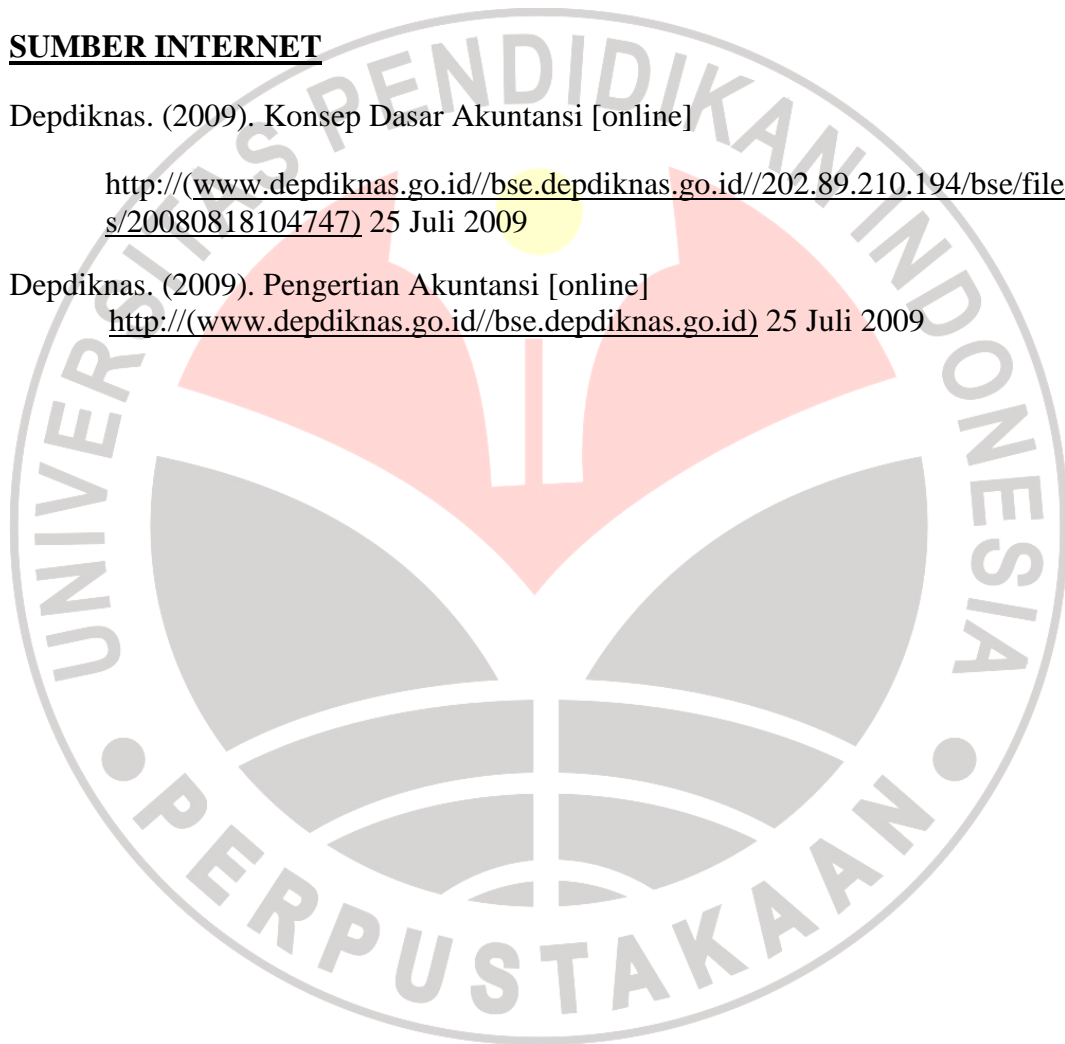 SUMBER INTERNET
Depdiknas. (2009). Konsep Dasar Akuntansi [online]
http://(www.depdiknas.go.id//bse.depdiknas.go.id//202.89.210.194/bse/file
s/20080818104747) 25 Juli 2009
Depdiknas. (2009). Pengertian Akuntansi [online]
http://(www.depdiknas.go.id//bse.depdiknas.go.id) 25 Juli 2009
UNIVERSITAS PENDIDIKAN INDONESIA
PERPUSTAKAAN